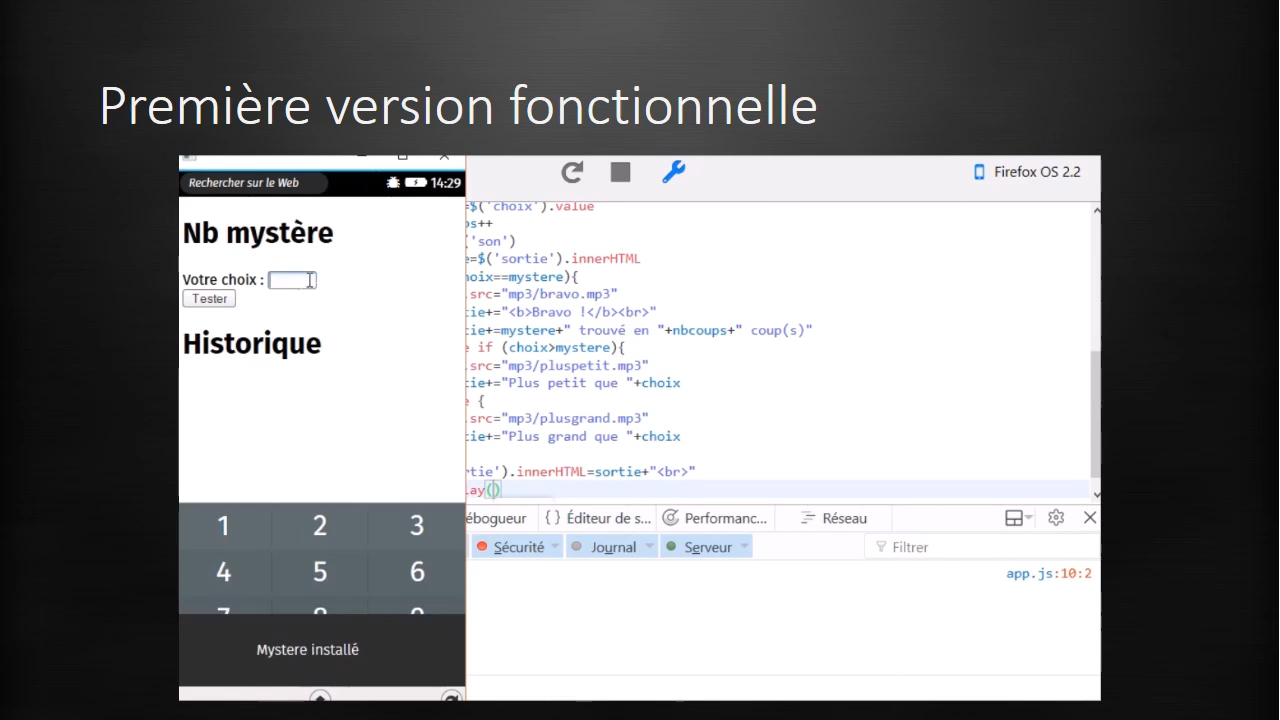 Première version fonctionnelle
Rechercher sur le Web
14:29
Nb mystère
Votre choix :
Tester
Historique
1 2 3
4 5 6
Mystere installé
Firefox OS 2.2
=$('choix').value
ps++
'son')
e=$('sortie').innerHTML
hoix==mystere){
.src="mp3/bravo.mp3"
tie+="<b>Bravo !</b><br>"
tie+=mystere+" trouvé en "+nbcoups+" coup(s)"
e if (choix>mystere){
.src="mp3/pluspetit.mp3"
tie+="Plus petit que "+choix
e {
.src="mp3/plusgrand.mp3"
tie+="Plus grand que "+choix
rtie').innerHTML=sortie+"<br>"
lay()
ébogueur
{ } Éditeur de s...
Performanc...
Réseau
Sécurité
Journal
Serveur
Filtrer
app.js:10:2